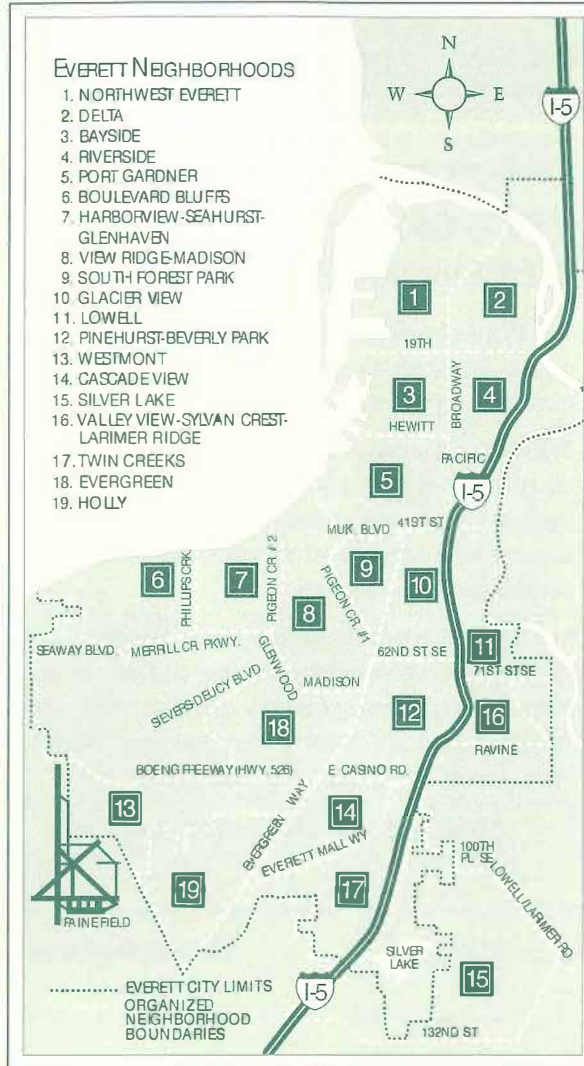 EVERETT NEIGHBORHOODS
1. NORTHWEST EVERETT
2. DELTA
3. BAYSIDE
4. RIVERSIDE
5. PORT GARDNER
6. BOULEVARD BLUFFS
7. HARBORVIEW-SEAHURST-
GLENHAVEN
8. VIEW RIDGE-MADISON
9. SOUTH FOREST PARK
10. GLACIER VIEW
11. LOWELL
12. PINEHURST-BEVERLY PARK
13. WESTMONT
14. CASCADE VIEW
15. SILVER LAKE
16. VALLEY VIEW-SYLVAN CREST-
LARIMER RIDGE
17. TWIN CREEKS
18. EVERGREEN
19. HOLLY
N
W E
S
I-5
1
2
19TH
BROADWAY
3
4
HEWITT
PACIFIC
5
I-5
MUK. BLVD
41ST ST
6
PHILLIPS CRK.
7
PIGEON CR. #2
8
PIGEON CR. #1
9
10
SEAWAY BLVD.
MERRILL CR. PKWY.
62ND ST SE
11
71ST ST SE
SIEVERS-DEUCY BLVD
GLENWOOD
MADISON
18
12
16
RAVINE
BOEING FREEWAY (HWY 526)
E CASINO RD.
13
EVERGREEN WAY
14
EVERETT MALL WY
100TH
PL SE
LOWELL/LARIMER RD.
PAINE FIELD
19
17
SILVER
LAKE
15
I-5
132ND ST
EVERETT CITY LIMITS
ORGANIZED
NEIGHBORHOOD
BOUNDARIES